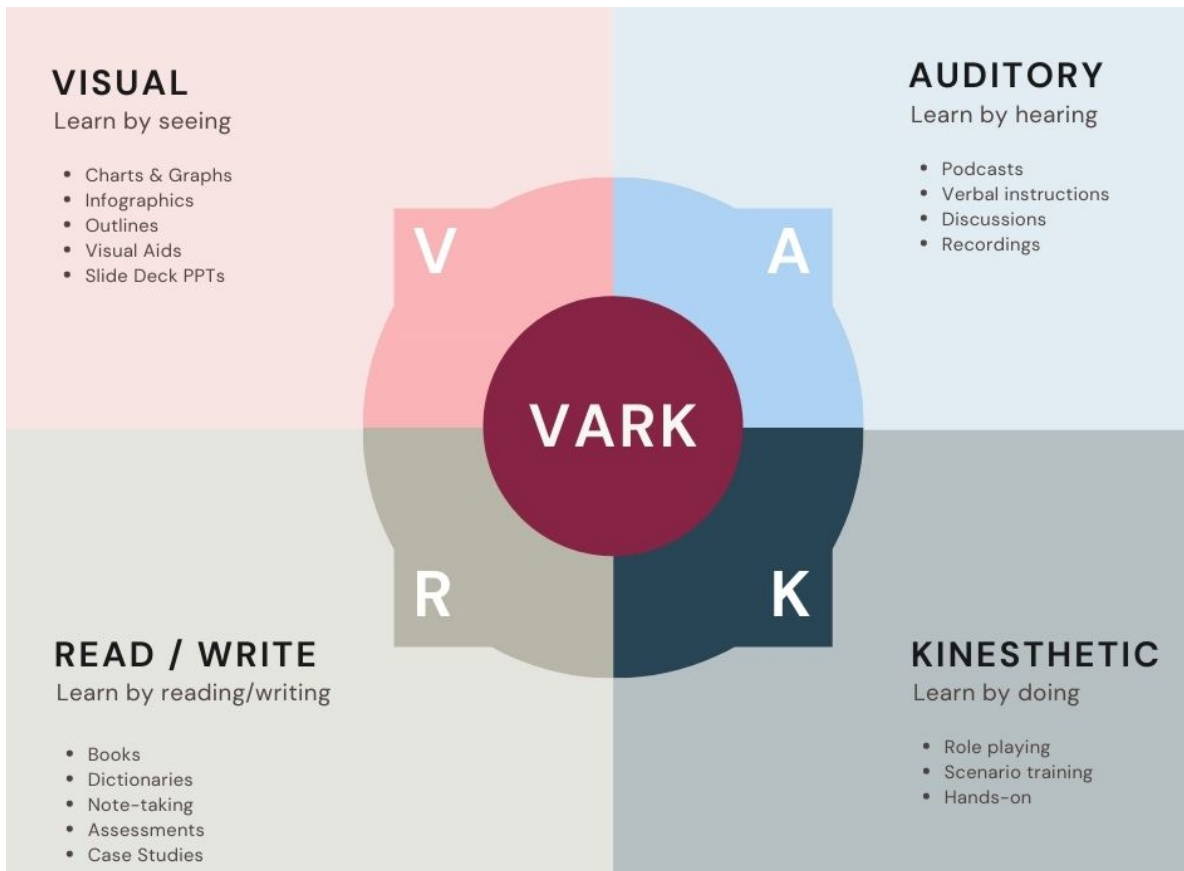 VISUAL
Learn by seeing
• Charts & Graphs
• Infographics
• Outlines
• Visual Aids
• Slide Deck PPTs
AUDITORY
Learn by hearing
• Podcasts
• Verbal instructions
• Discussions
• Recordings
V
A
VARK
R
K
READ / WRITE
Learn by reading/writing
• Books
• Dictionaries
• Note-taking
• Assessments
• Case Studies
KINESTHETIC
Learn by doing
• Role playing
• Scenario training
• Hands-on